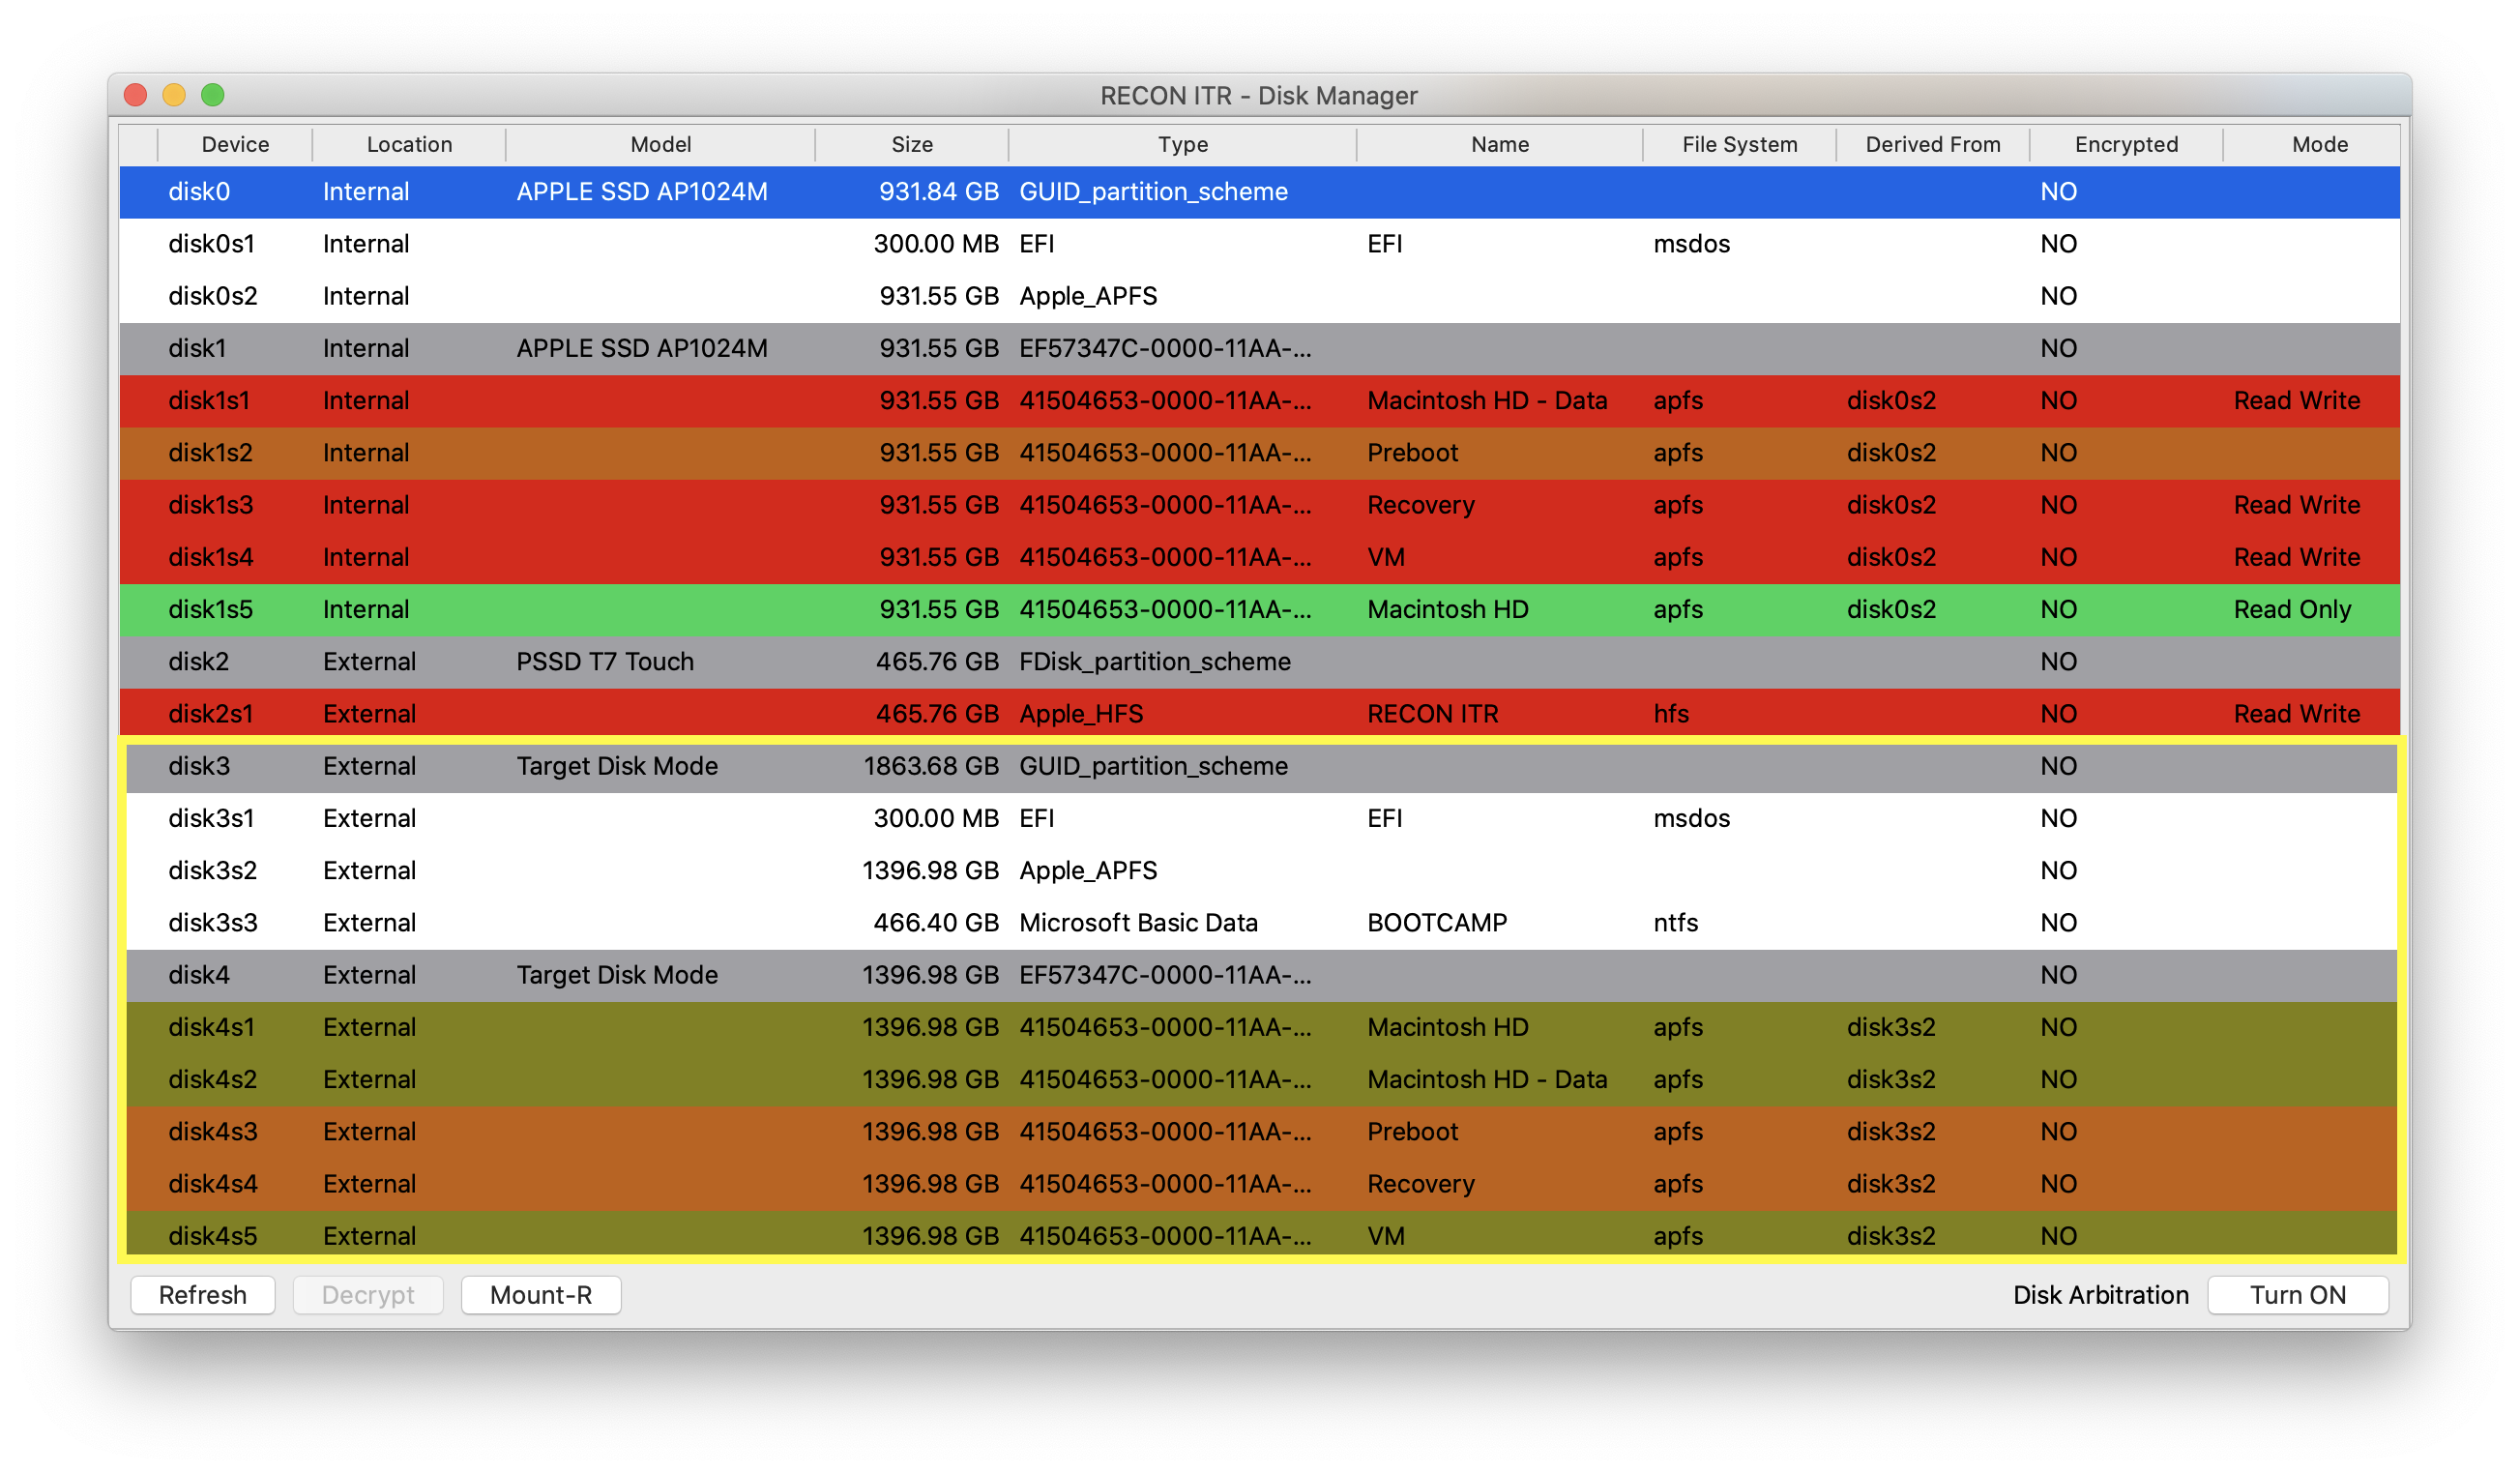 RECON ITR - Disk Manager
Device Location Model Size Type Name File System Derived From Encrypted Mode
disk0 Internal APPLE SSD AP1024M 931.84 GB GUID_partition_scheme NO
disk0s1 Internal 300.00 MB EFI EFI msdos NO
disk0s2 Internal 931.55 GB Apple_APFS NO
disk1 Internal APPLE SSD AP1024M 931.55 GB EF57347C-0000-11AA-... NO
disk1s1 Internal 931.55 GB 41504653-0000-11AA-... Macintosh HD - Data apfs disk0s2 NO Read Write
disk1s2 Internal 931.55 GB 41504653-0000-11AA-... Preboot apfs disk0s2 NO
disk1s3 Internal 931.55 GB 41504653-0000-11AA-... Recovery apfs disk0s2 NO Read Write
disk1s4 Internal 931.55 GB 41504653-0000-11AA-... VM apfs disk0s2 NO Read Write
disk1s5 Internal 931.55 GB 41504653-0000-11AA-... Macintosh HD apfs disk0s2 NO Read Only
disk2 External PSSD T7 Touch 465.76 GB FDisk_partition_scheme NO
disk2s1 External 465.76 GB Apple_HFS RECON ITR hfs NO Read Write
disk3 External Target Disk Mode 1863.68 GB GUID_partition_scheme NO
disk3s1 External 300.00 MB EFI EFI msdos NO
disk3s2 External 1396.98 GB Apple_APFS NO
disk3s3 External 466.40 GB Microsoft Basic Data BOOTCAMP ntfs NO
disk4 External Target Disk Mode 1396.98 GB EF57347C-0000-11AA-... NO
disk4s1 External 1396.98 GB 41504653-0000-11AA-... Macintosh HD apfs disk3s2 NO
disk4s2 External 1396.98 GB 41504653-0000-11AA-... Macintosh HD - Data apfs disk3s2 NO
disk4s3 External 1396.98 GB 41504653-0000-11AA-... Preboot apfs disk3s2 NO
disk4s4 External 1396.98 GB 41504653-0000-11AA-... Recovery apfs disk3s2 NO
disk4s5 External 1396.98 GB 41504653-0000-11AA-... VM apfs disk3s2 NO
Refresh Decrypt Mount-R Disk Arbitration Turn ON